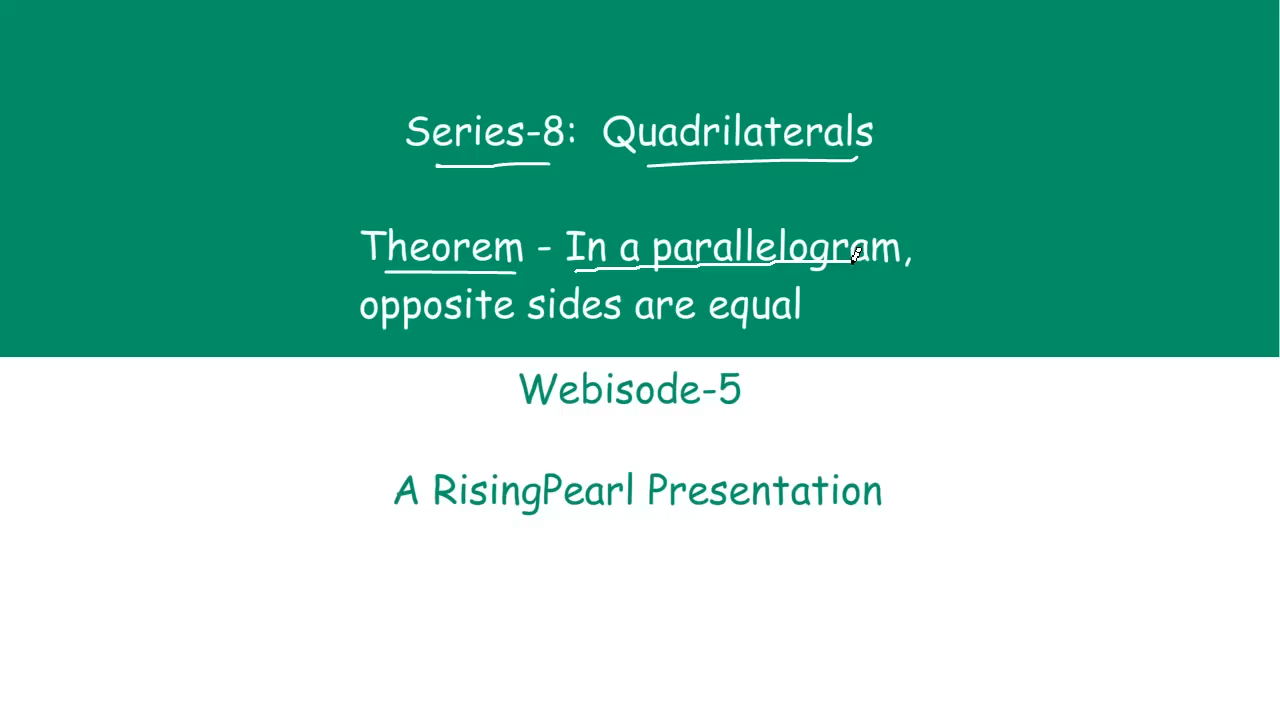 Series-8: Quadrilaterals
Theorem - In a parallelogram,
opposite sides are equal
Webisode-5
A RisingPearl Presentation